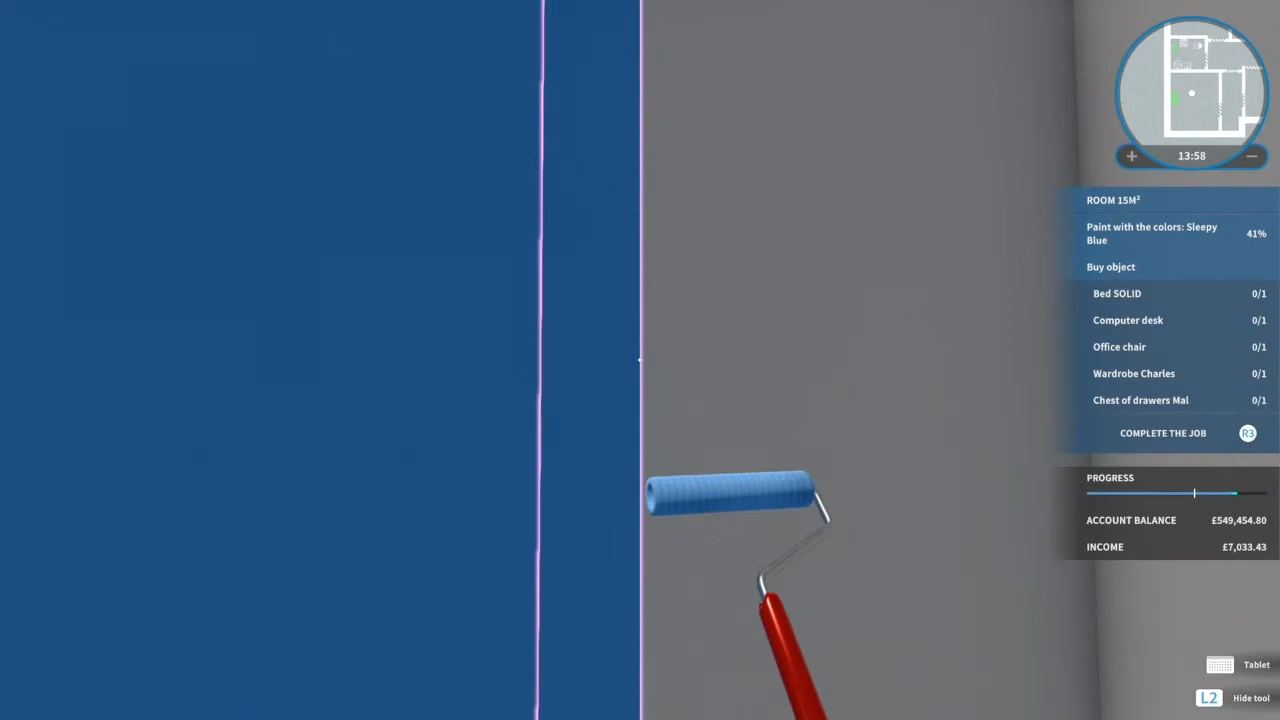 + 13:58 −
ROOM 15M²
Paint with the colors: Sleepy
Blue
41%
Buy object
Bed SOLID 0/1
Computer desk 0/1
Office chair 0/1
Wardrobe Charles 0/1
Chest of drawers Mal 0/1
COMPLETE THE JOB R3
PROGRESS
ACCOUNT BALANCE £549,454.80
INCOME £7,033.43
Tablet
L2 Hide tool